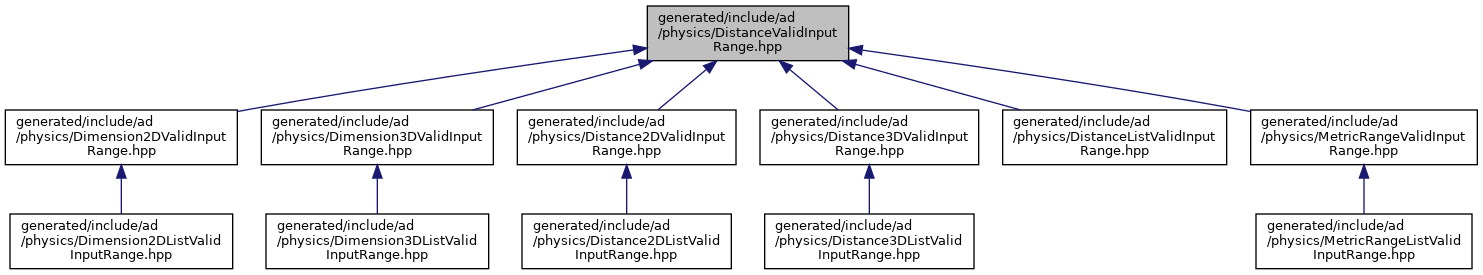 generated/include/ad
/physics/DistanceValidInput
Range.hpp
generated/include/ad
/physics/Dimension2DValidInput
Range.hpp
generated/include/ad
/physics/Dimension3DValidInput
Range.hpp
generated/include/ad
/physics/Distance2DValidInput
Range.hpp
generated/include/ad
/physics/Distance3DValidInput
Range.hpp
generated/include/ad
/physics/DistanceListValidInput
Range.hpp
generated/include/ad
/physics/MetricRangeValidInput
Range.hpp
generated/include/ad
/physics/Dimension2DListValid
InputRange.hpp
generated/include/ad
/physics/Dimension3DListValid
InputRange.hpp
generated/include/ad
/physics/Distance2DListValid
InputRange.hpp
generated/include/ad
/physics/Distance3DListValid
InputRange.hpp
generated/include/ad
/physics/MetricRangeListValid
InputRange.hpp